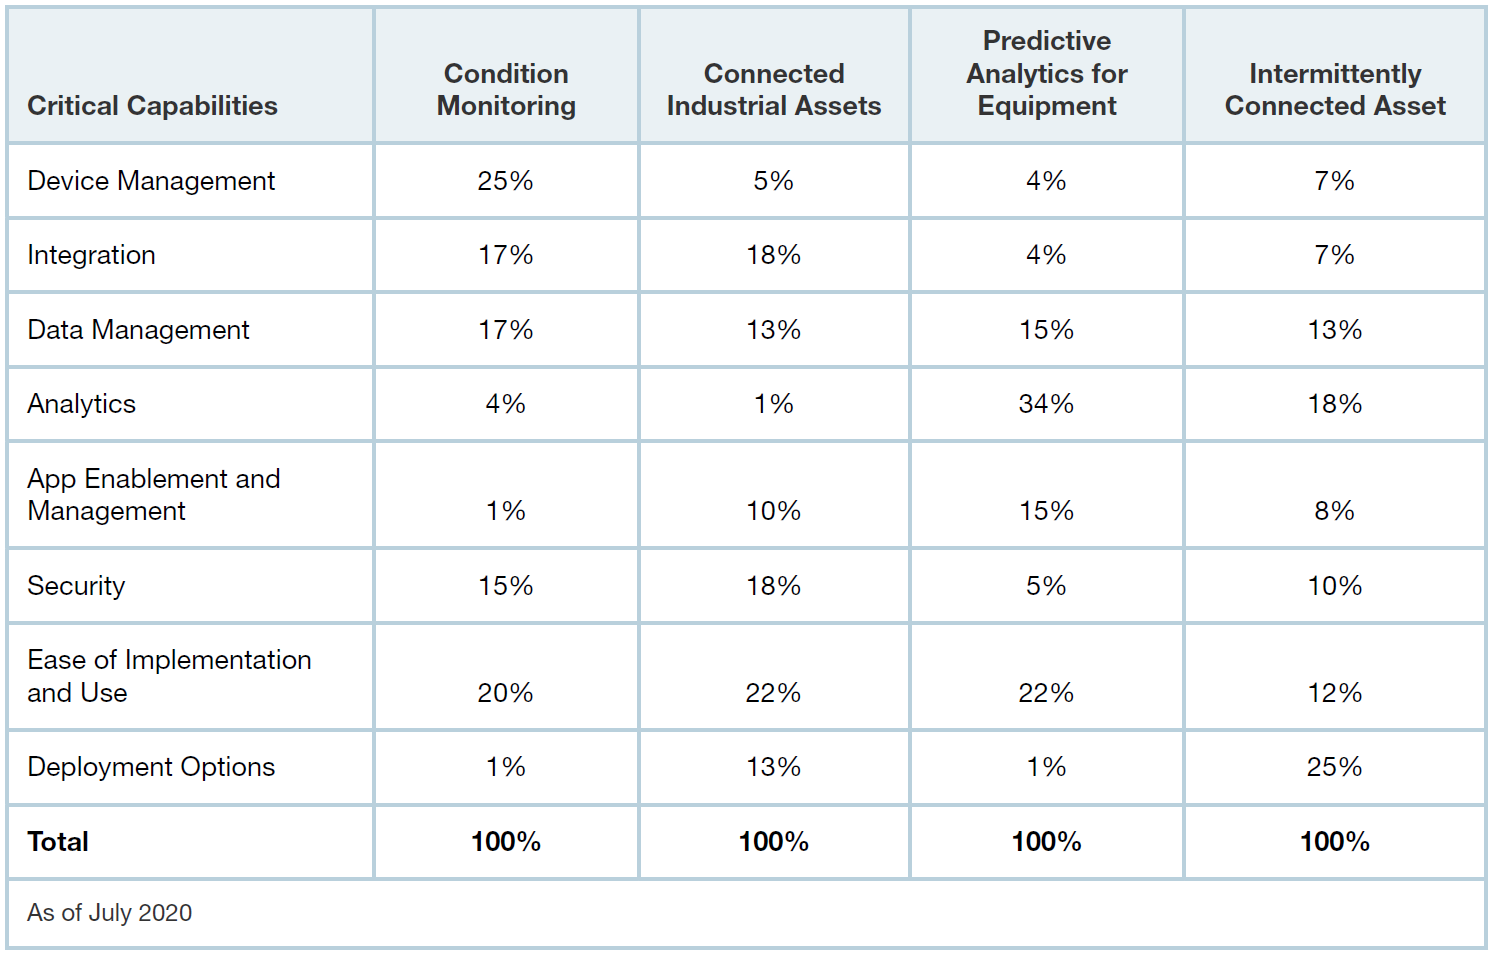 Critical Capabilities
Condition
Monitoring
Connected
Industrial Assets
Predictive
Analytics for
Equipment
Intermittently
Connected Asset
Device Management 25% 5% 4% 7%
Integration 17% 18% 4% 7%
Data Management 17% 13% 15% 13%
Analytics 4% 1% 34% 18%
App Enablement and
Management 1% 10% 15% 8%
Security 15% 18% 5% 10%
Ease of Implementation
and Use 20% 22% 22% 12%
Deployment Options 1% 13% 1% 25%
Total 100% 100% 100% 100%
As of July 2020